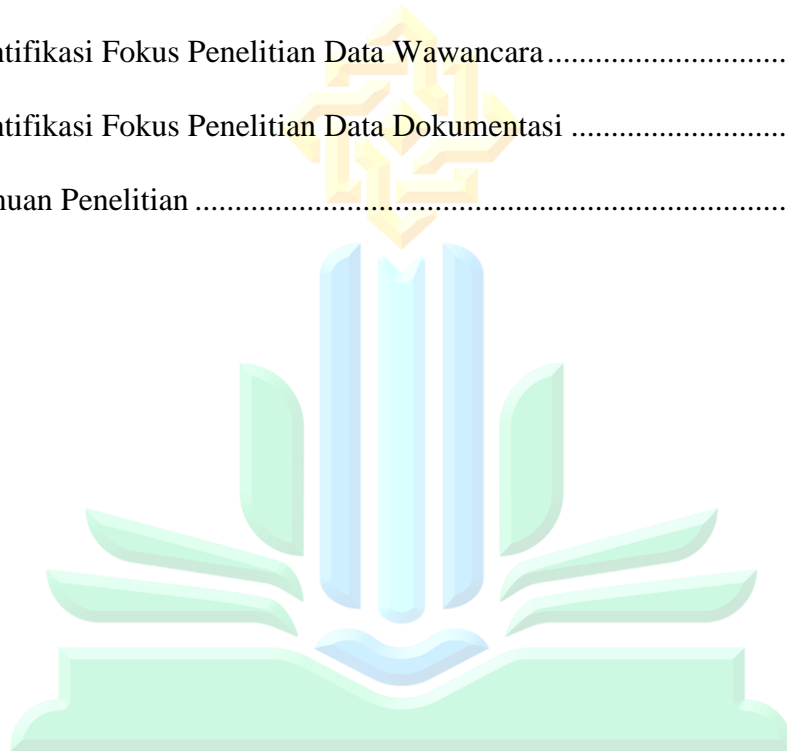 ntifikasi Fokus Penelitian Data Wawancara..............................
ntifikasi Fokus Penelitian Data Dokumentasi ...........................
nuan Penelitian ...........................................................................